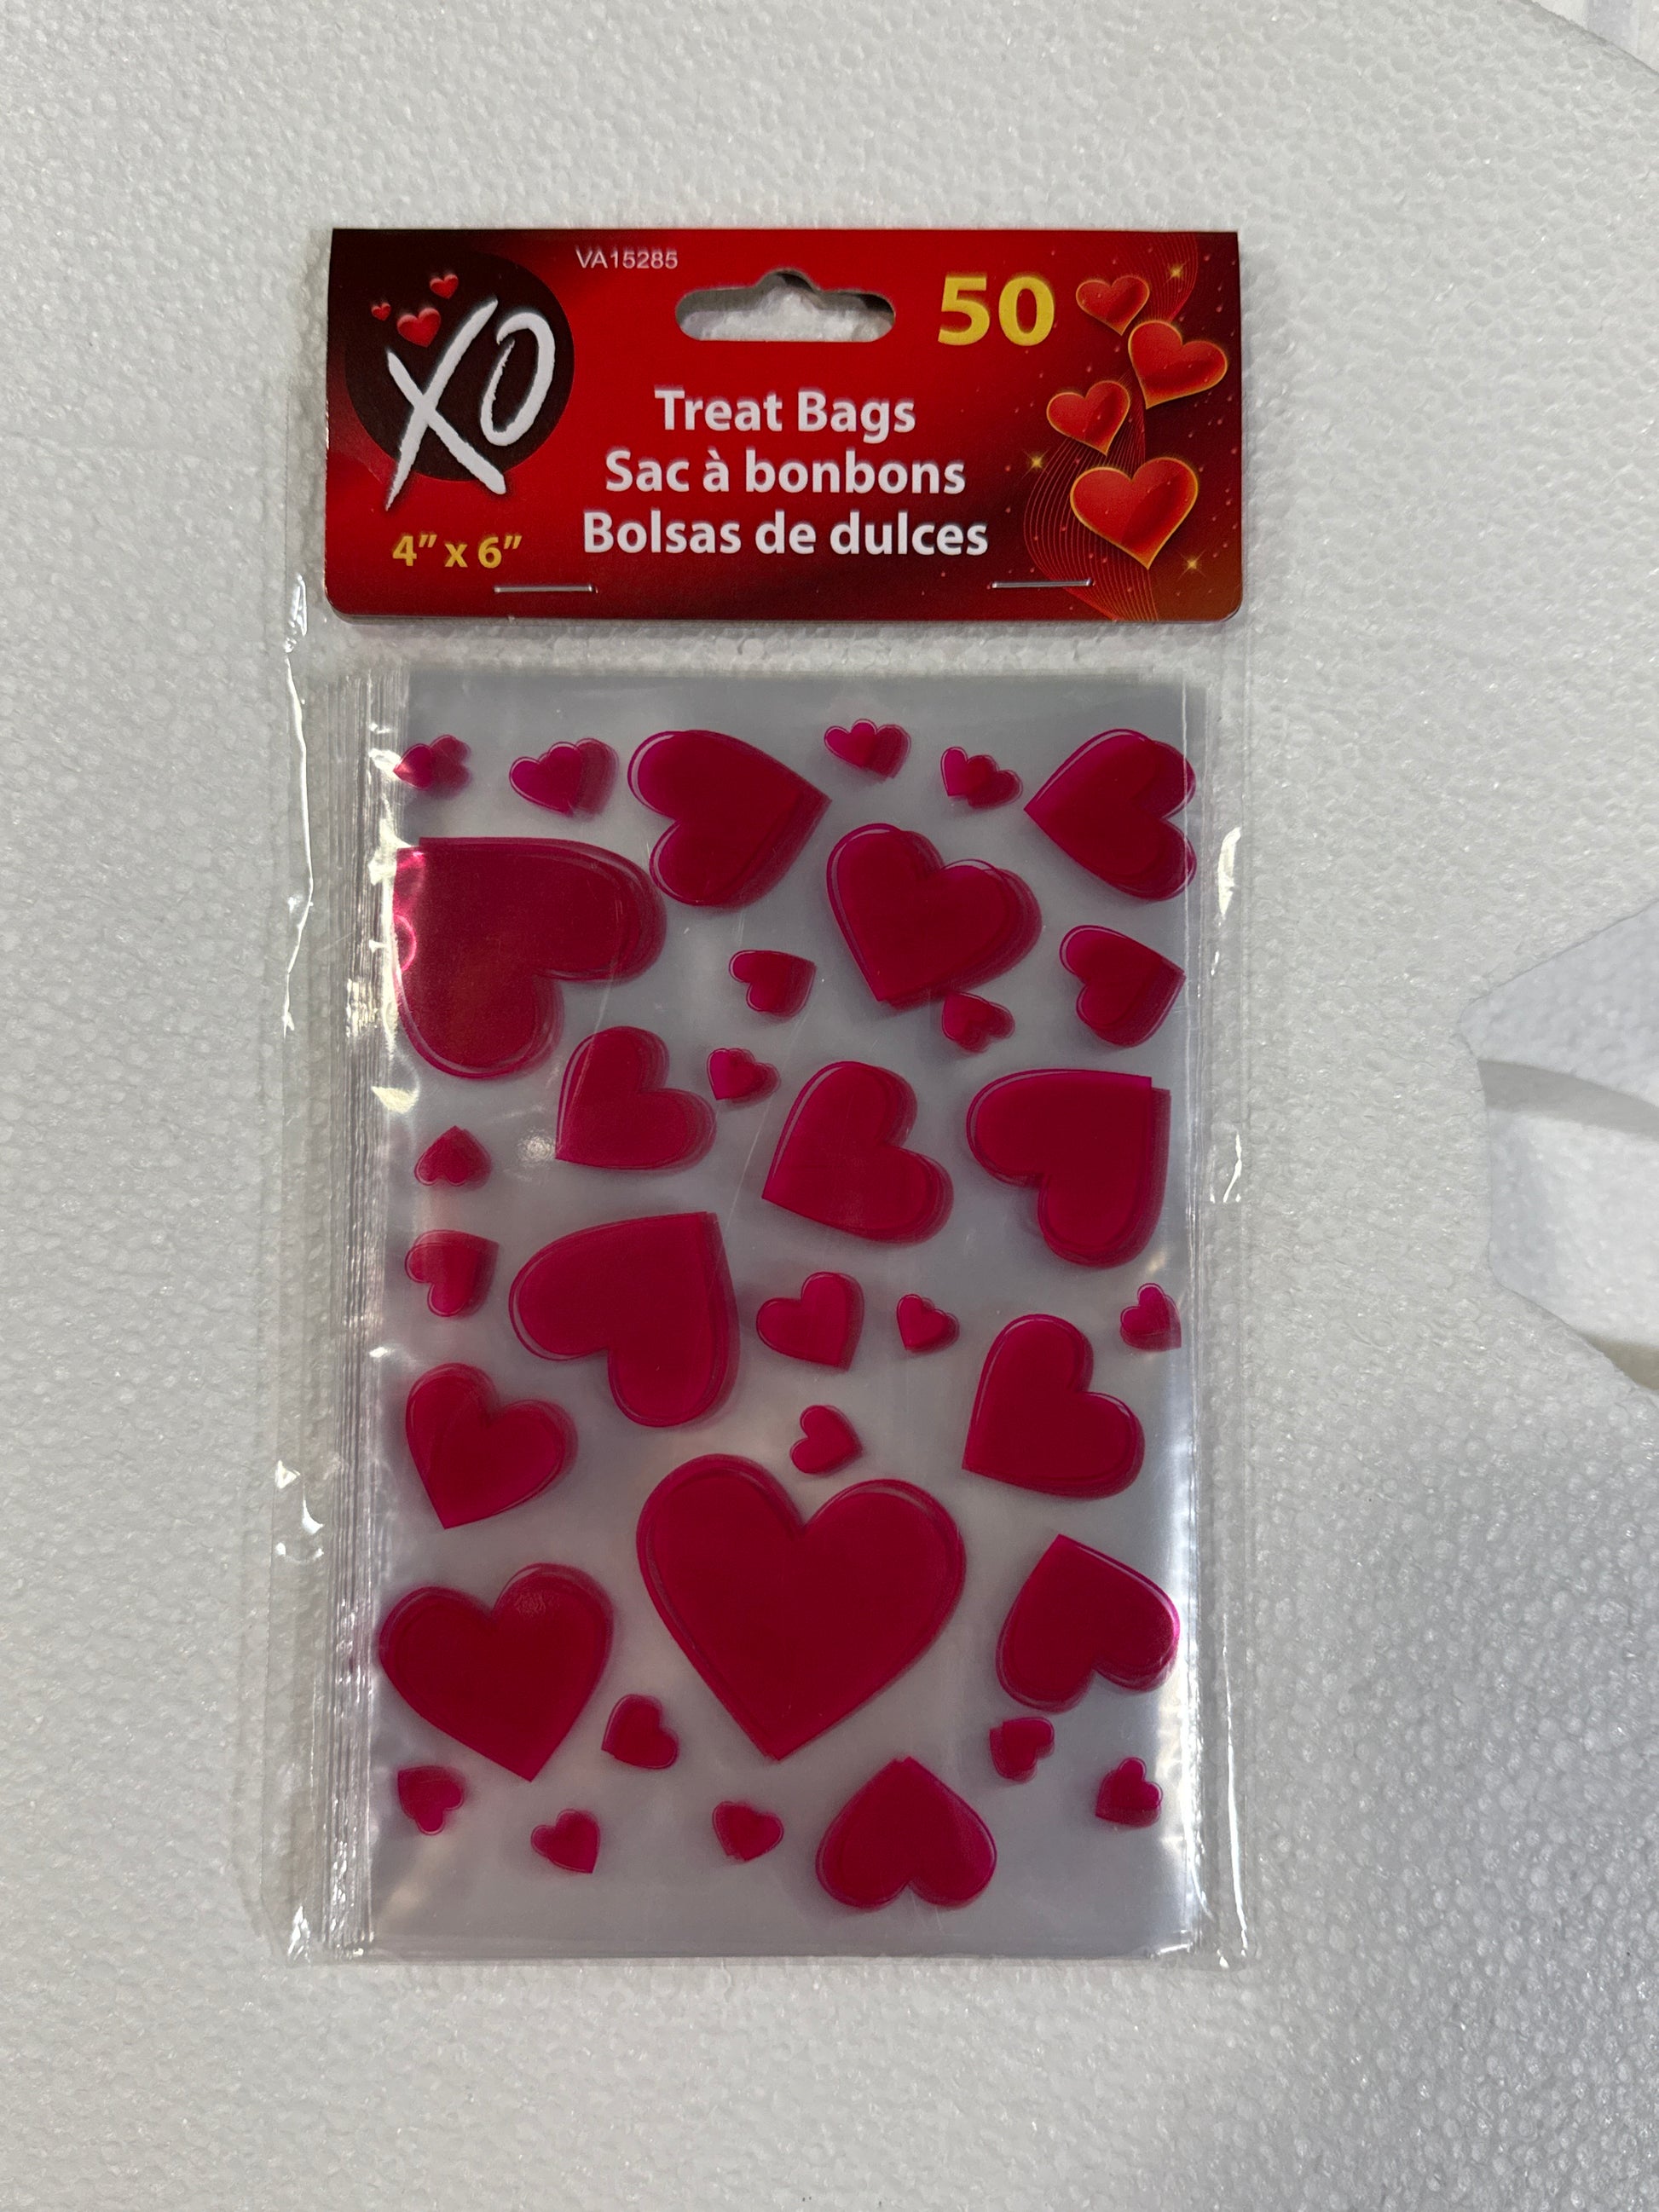 VA15285
XO
50
Treat Bags
Sac à bonbons
Bolsas de dulces
4” x 6”